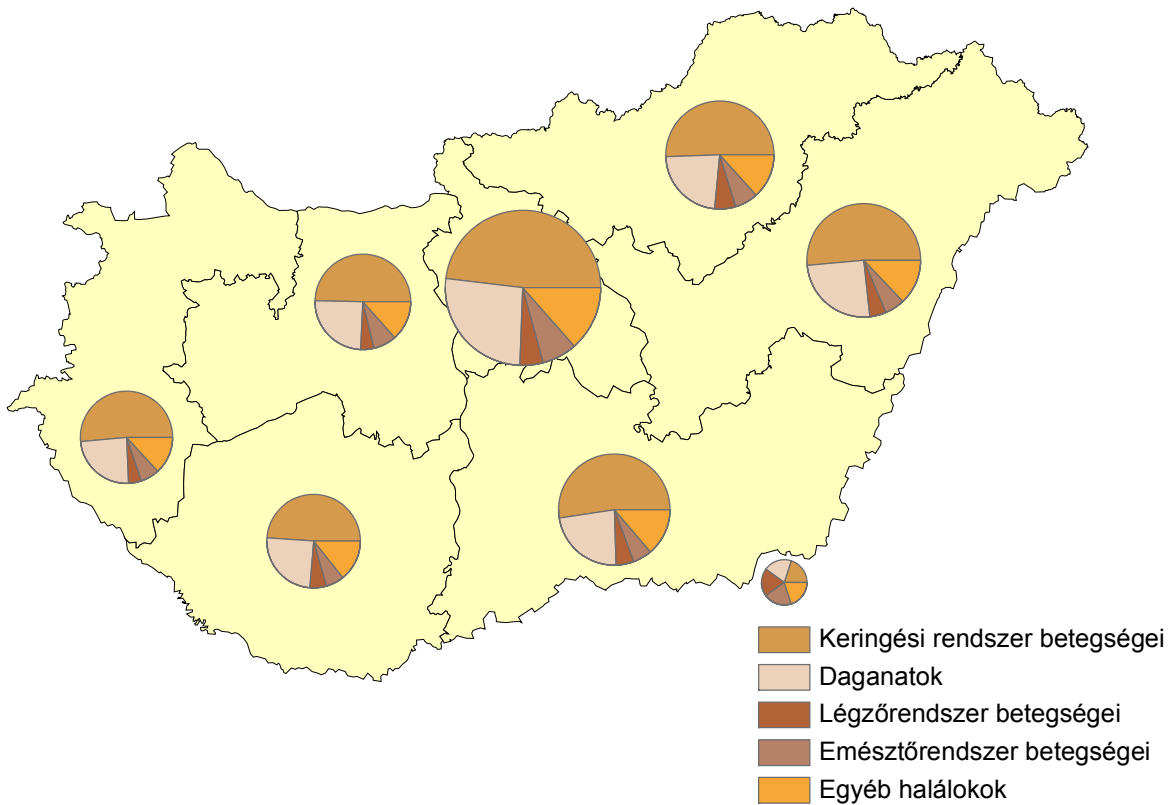 Keringési rendszer betegségei
Daganatok
Légzőrendszer betegségei
Emésztőrendszer betegségei
Egyéb halálokok